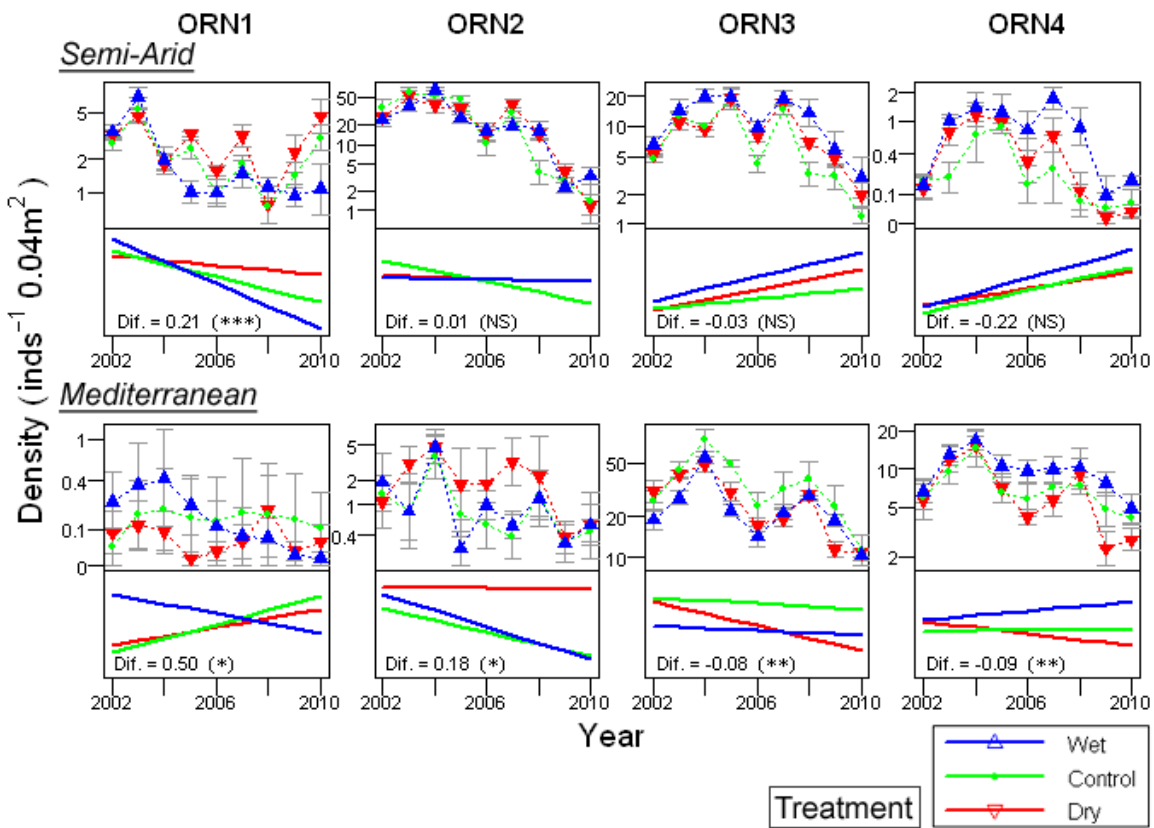 ORN1 ORN2 ORN3 ORN4
Semi-Arid
5 2 1
50 20 10 5 2 1
20 10 5 2 1
2 1 0.4 0.1 0
Dif. = 0.21 (***) Dif. = 0.01 (NS) Dif. = -0.03 (NS) Dif. = -0.22 (NS)
2002 2006 2010 2002 2006 2010 2002 2006 2010 2002 2006 2010
Mediterranean
1 0.4 0.1 0
5 2 1 0.4
50 20 10
20 10 5 2
Dif. = 0.50 (*) Dif. = 0.18 (*) Dif. = -0.08 (**) Dif. = -0.09 (**)
2002 2006 2010 2002 2006 2010 2002 2006 2010 2002 2006 2010
Density (inds⁻¹ 0.04m²)
Year
Treatment
Wet
Control
Dry